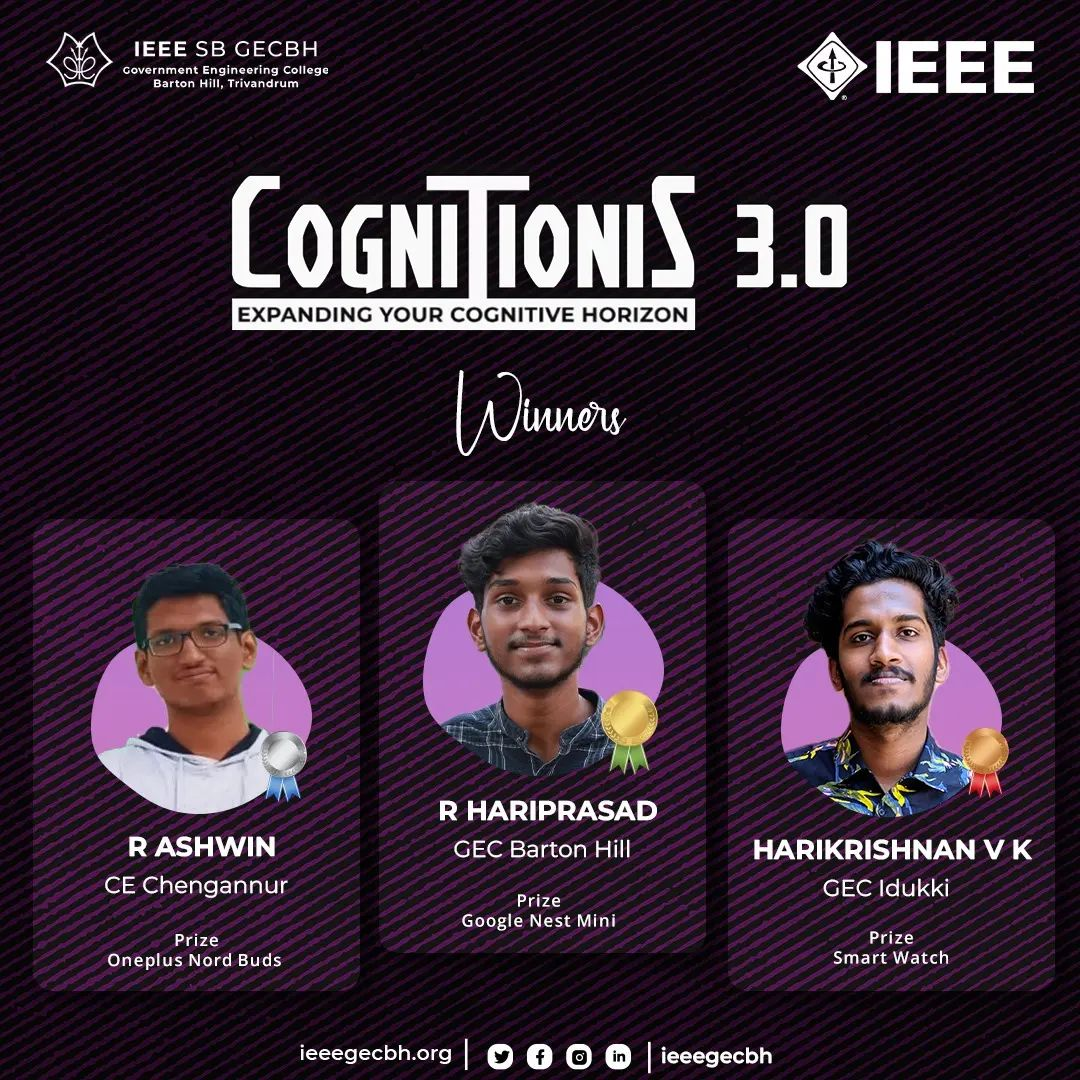 IEEE SB GECBH
Government Engineering College
Barton Hill, Trivandrum
IEEE
COGNITIONIS 3.0
EXPANDING YOUR COGNITIVE HORIZON
Winners
R ASHWIN
CE Chengannur
Prize
Oneplus Nord Buds
R HARIPRASAD
GEC Barton Hill
Prize
Google Nest Mini
HARIKRISHNAN V K
GEC Idukki
Prize
Smart Watch
ieeegecbh.org | | ieeegecbh